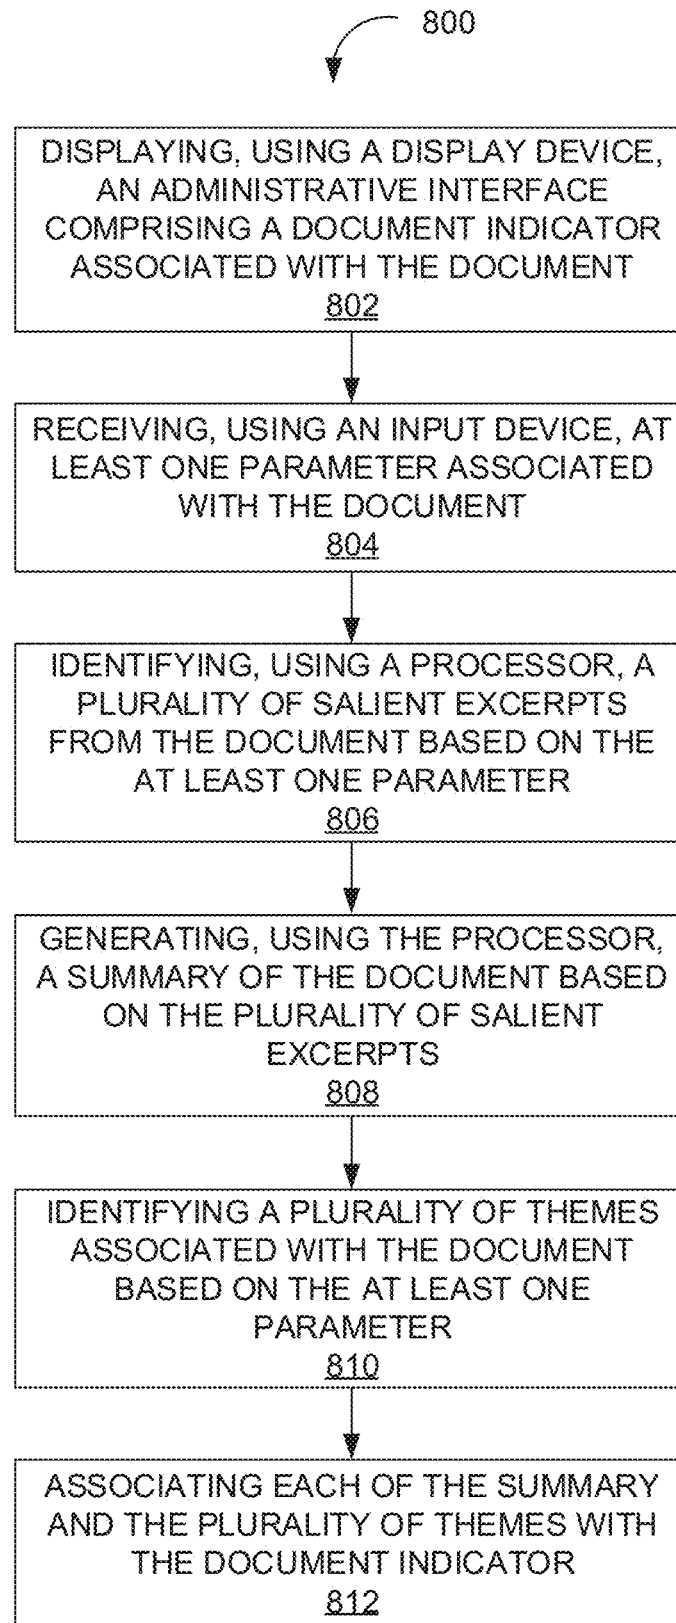 800
DISPLAYING, USING A DISPLAY DEVICE,
AN ADMINISTRATIVE INTERFACE
COMPRISING A DOCUMENT INDICATOR
ASSOCIATED WITH THE DOCUMENT
802
RECEIVING, USING AN INPUT DEVICE, AT
LEAST ONE PARAMETER ASSOCIATED
WITH THE DOCUMENT
804
IDENTIFYING, USING A PROCESSOR, A
PLURALITY OF SALIENT EXCERPTS
FROM THE DOCUMENT BASED ON THE
AT LEAST ONE PARAMETER
806
GENERATING, USING THE PROCESSOR,
A SUMMARY OF THE DOCUMENT BASED
ON THE PLURALITY OF SALIENT
EXCERPTS
808
IDENTIFYING A PLURALITY OF THEMES
ASSOCIATED WITH THE DOCUMENT
BASED ON THE AT LEAST ONE
PARAMETER
810
ASSOCIATING EACH OF THE SUMMARY
AND THE PLURALITY OF THEMES WITH
THE DOCUMENT INDICATOR
812